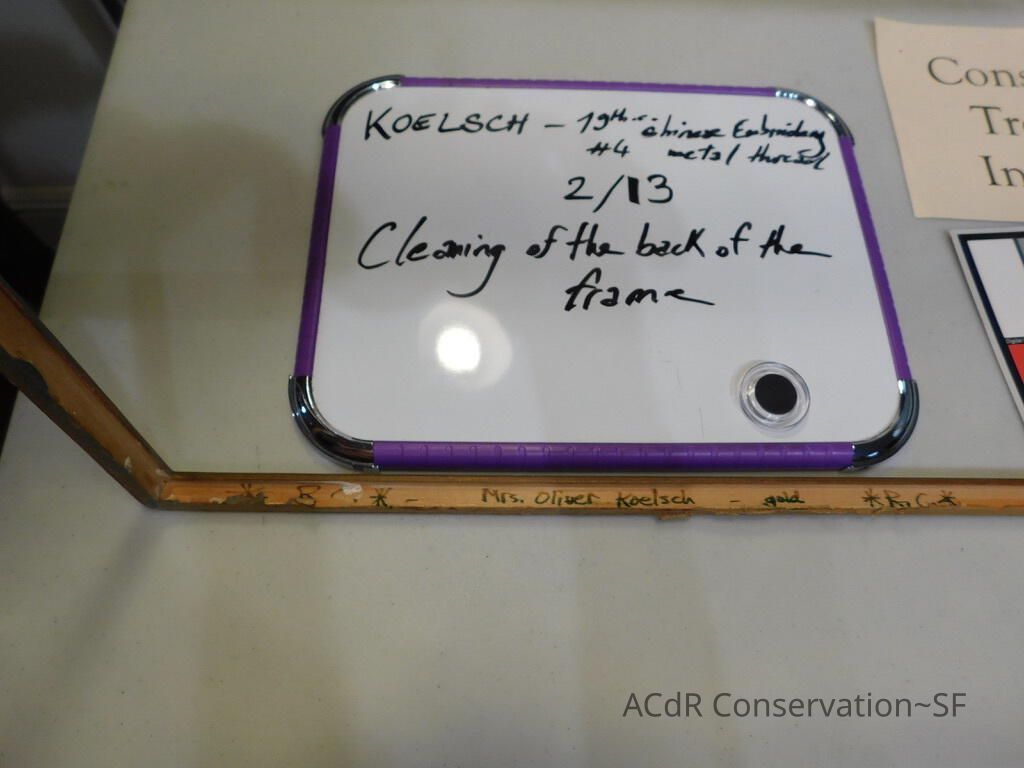 KOELSCH - 19th c. Chinese Embroidery
#4 metal thread
2/13
Cleaning of the back of the
frame
Cons
Tr
In
* - Mrs. Oliver Koelsch - gold *R.C.*
ACdR Conservation~SF